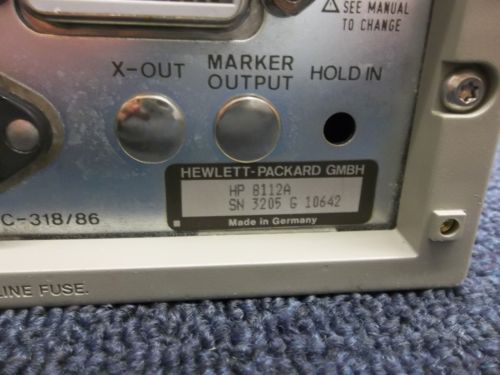 ⚠ SEE MANUAL
TO CHANGE
X-OUT
MARKER
OUTPUT
HOLD IN
HEWLETT-PACKARD GMBH
HP 8112A
SN 3205 G 10642
Made in Germany
C-318/86
LINE FUSE.